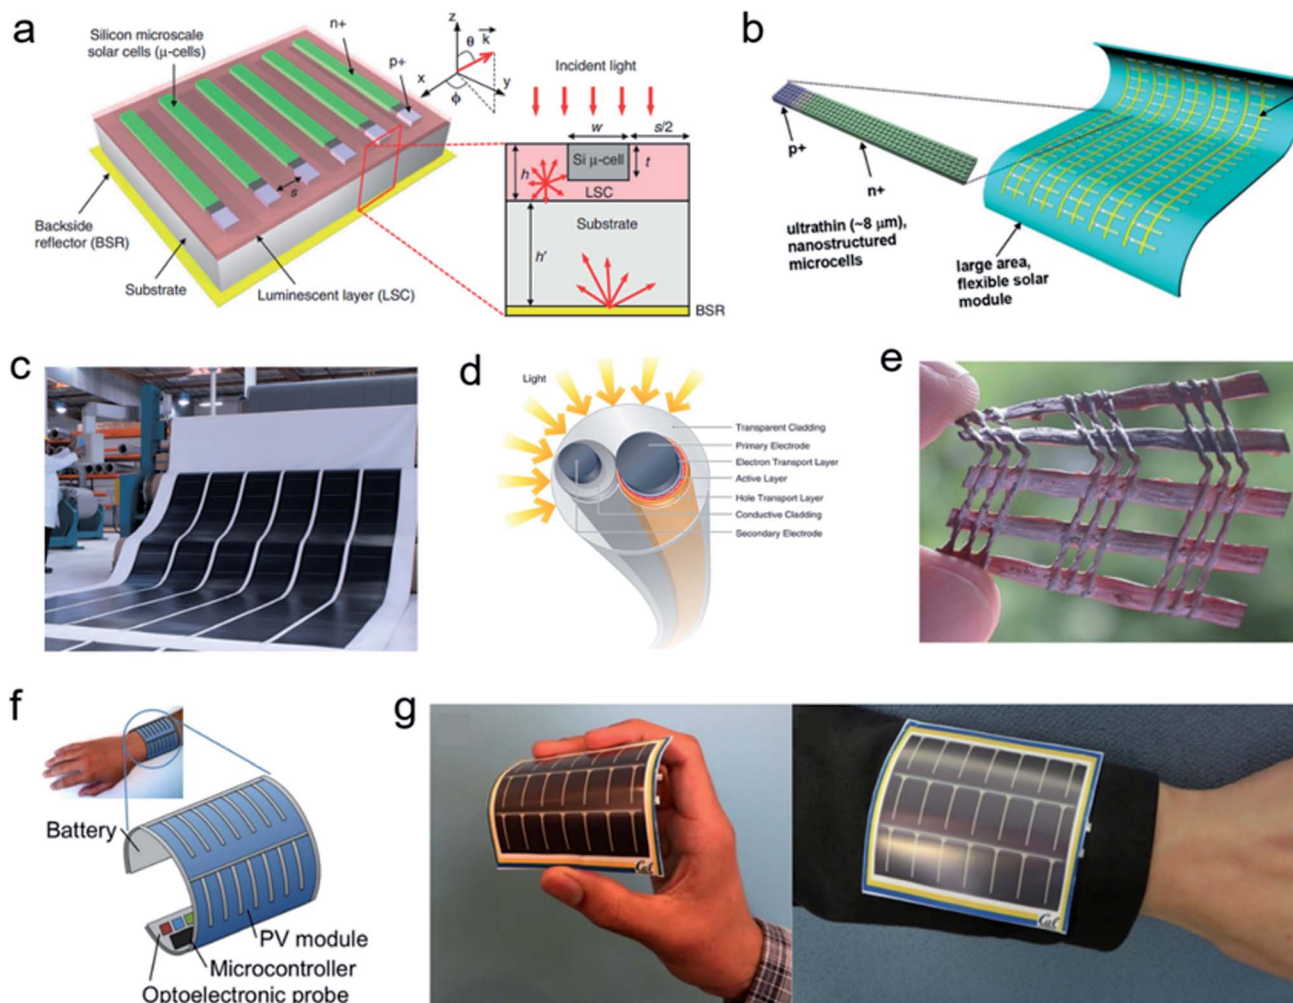 a
Silicon microscale
solar cells (μ-cells)
n+
p+
z
θ
k
x
y
ϕ
s
Backside
reflector (BSR)
Substrate
Luminescent layer (LSC)
Incident light
w
s/2
Si μ-cell
t
h
LSC
Substrate
h'
BSR
b
p+
n+
ultrathin (~8 μm),
nanostructured
microcells
large area,
flexible solar
module
c
d
Light
Transparent Cladding
Primary Electrode
Electron Transport Layer
Active Layer
Hole Transport Layer
Conductive Cladding
Secondary Electrode
e
f
Battery
PV module
Microcontroller
Optoelectronic probe
g
Cal
Cal